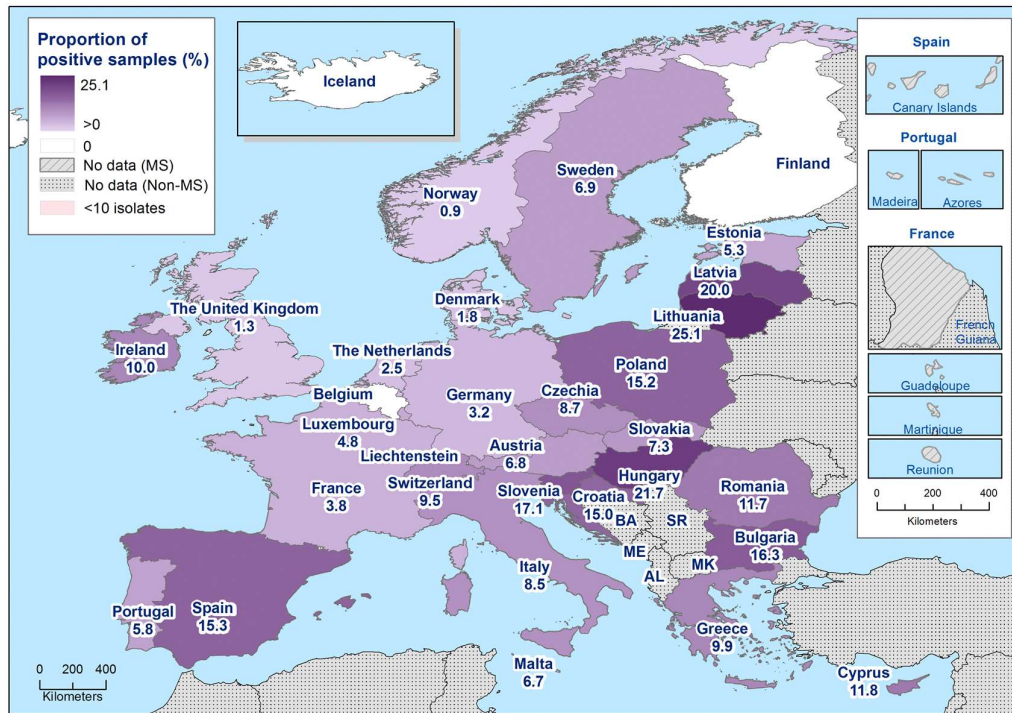 Proportion of
positive samples (%)
25.1
>0
0
No data (MS)
No data (Non-MS)
<10 isolates
Iceland
Spain
Canary Islands
Portugal
Madeira
Azores
France
French
Guiana
Guadeloupe
Martinique
Reunion
0 200 400
Kilometers
Finland
Sweden
6.9
Norway
0.9
Estonia
5.3
Latvia
20.0
Lithuania
25.1
Denmark
1.8
The United Kingdom
1.3
Ireland
10.0
The Netherlands
2.5
Belgium
Luxembourg
4.8
Germany
3.2
Poland
15.2
Czechia
8.7
Slovakia
7.3
Austria
6.8
Liechtenstein
Switzerland
9.5
France
3.8
Slovenia
17.1
Croatia
15.0
Hungary
21.7
Romania
11.7
BA
SR
Bulgaria
16.3
ME
MK
AL
Italy
8.5
Portugal
5.8
Spain
15.3
Greece
9.9
Malta
6.7
Cyprus
11.8
0 200 400
Kilometers